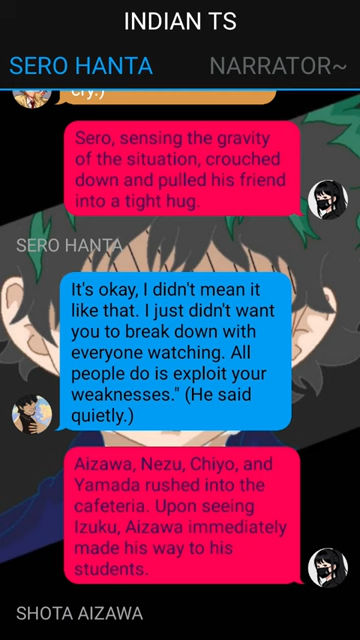 INDIAN TS
SERO HANTA
NARRATOR~
cry.)
Sero, sensing the gravity
of the situation, crouched
down and pulled his friend
into a tight hug.
SERO HANTA
It's okay, I didn't mean it
like that. I just didn't want
you to break down with
everyone watching. All
people do is exploit your
weaknesses." (He said
quietly.)
Aizawa, Nezu, Chiyo, and
Yamada rushed into the
cafeteria. Upon seeing
Izuku, Aizawa immediately
made his way to his
students.
SHOTA AIZAWA